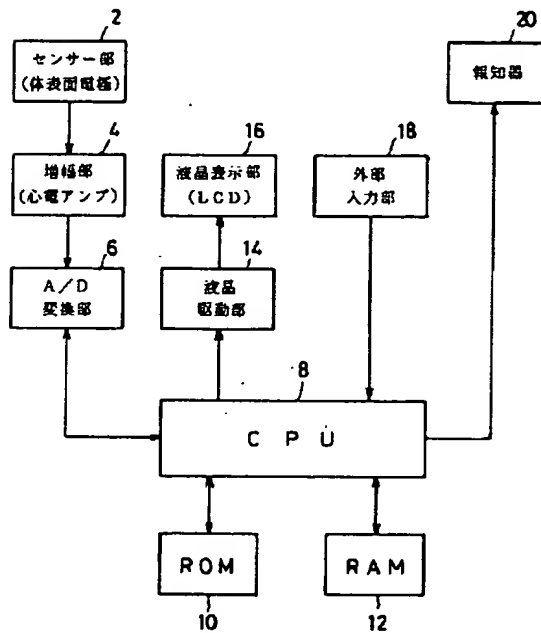 2
センサー部
(体表面電極)
4
増幅部
(心電アンプ)
6
A/D
変換部
16
液晶表示部
(LCD)
14
液晶
駆動部
18
外部
入力部
20
報知器
8
CPU
ROM
10
RAM
12